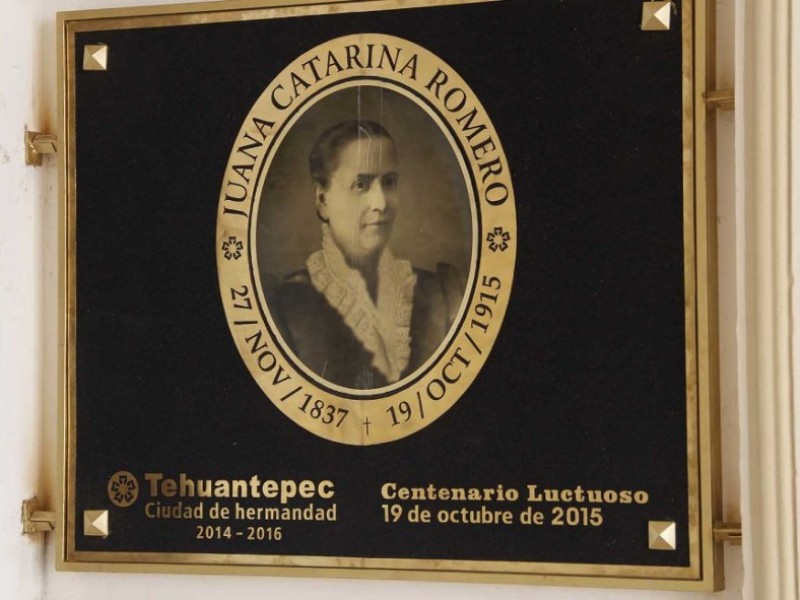 JUANA CATARINA ROMERO
27/NOV/1837 † 19/OCT/1915
Tehuantepec
Ciudad de hermandad
2014 - 2016
Centenario Luctuoso
19 de octubre de 2015